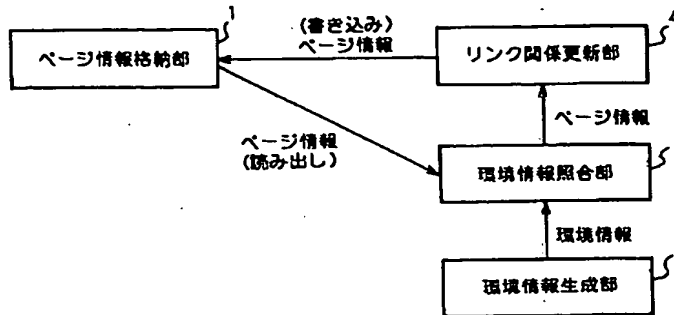 1
(書き込み)
ページ情報
ページ情報格納部
リンク関係更新部
ページ情報
ページ情報
(読み出し)
環境情報照合部
環境情報
環境情報生成部